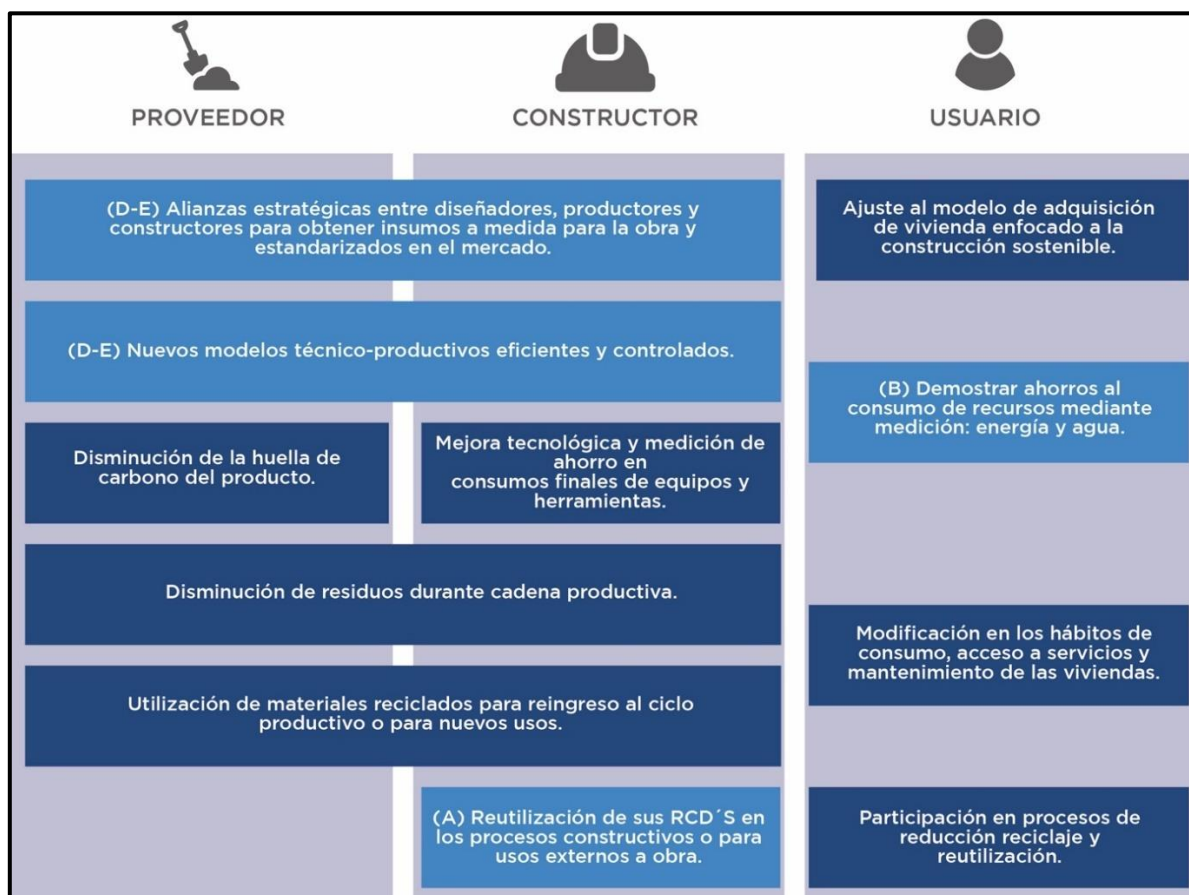 PROVEEDOR
CONSTRUCTOR
USUARIO
(D-E) Alianzas estratégicas entre diseñadores, productores y
constructores para obtener insumos a medida para la obra y
estandarizados en el mercado.
Ajuste al modelo de adquisición
de vivienda enfocado a la
construcción sostenible.
(D-E) Nuevos modelos técnico-productivos eficientes y controlados.
(B) Demostrar ahorros al
consumo de recursos mediante
medición: energía y agua.
Disminución de la huella de
carbono del producto.
Mejora tecnológica y medición de
ahorro en
consumos finales de equipos y
herramientas.
Disminución de residuos durante cadena productiva.
Modificación en los hábitos de
consumo, acceso a servicios y
mantenimiento de las viviendas.
Utilización de materiales reciclados para reingreso al ciclo
productivo o para nuevos usos.
(A) Reutilización de sus RCD´S en
los procesos constructivos o para
usos externos a obra.
Participación en procesos de
reducción reciclaje y
reutilización.